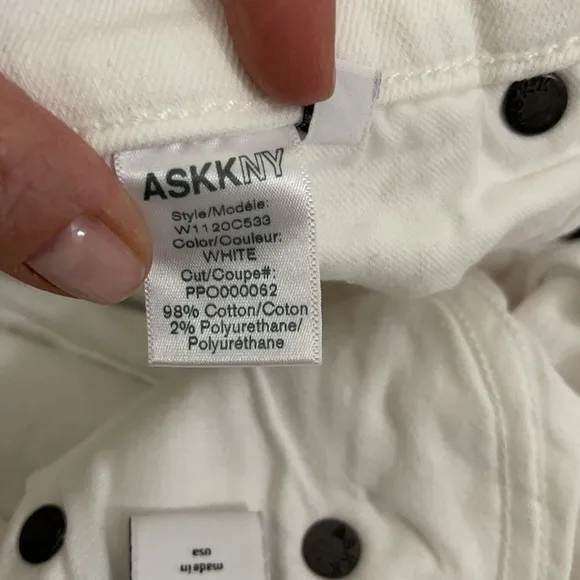 ASKKNY
Style/Modèle:
W1120C533
Color/Couleur:
WHITE
Cut/Coupe#:
PPO000062
98% Cotton/Coton
2% Polyurethane/
Polyuréthane
made in
usa